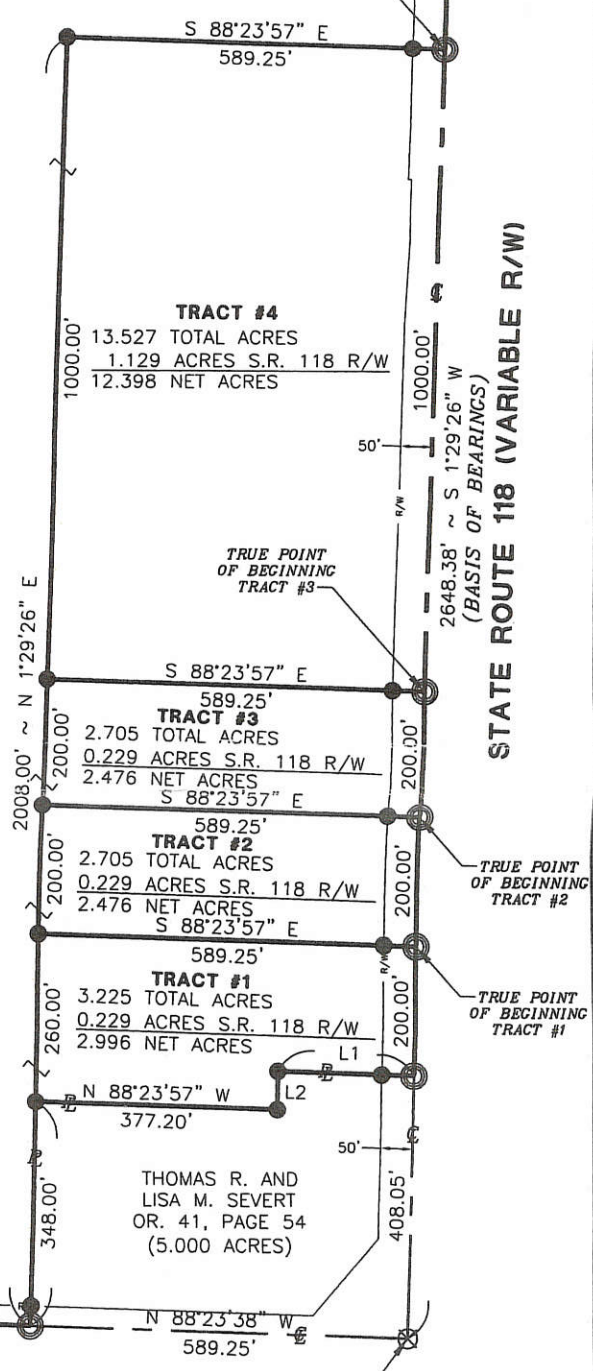 S 88°23'57" E
589.25'
TRACT #4
13.527 TOTAL ACRES
1.129 ACRES S.R. 118 R/W
12.398 NET ACRES
1000.00'
1000.00'
50'
R/W
2648.38' ~ S 1°29'26" W
(BASIS OF BEARINGS)
STATE ROUTE 118 (VARIABLE R/W)
TRUE POINT
OF BEGINNING
TRACT #3
2008.00' ~ N 1°29'26" E
S 88°23'57" E
589.25'
TRACT #3
2.705 TOTAL ACRES
0.229 ACRES S.R. 118 R/W
2.476 NET ACRES
200.00'
200.00'
S 88°23'57" E
589.25'
TRACT #2
2.705 TOTAL ACRES
0.229 ACRES S.R. 118 R/W
2.476 NET ACRES
200.00'
200.00'
TRUE POINT
OF BEGINNING
TRACT #2
S 88°23'57" E
589.25'
TRACT #1
3.225 TOTAL ACRES
0.229 ACRES S.R. 118 R/W
2.996 NET ACRES
260.00'
200.00'
R/W
TRUE POINT
OF BEGINNING
TRACT #1
L1
L2
N 88°23'57" W
377.20'
50'
THOMAS R. AND
LISA M. SEVERT
OR. 41, PAGE 54
(5.000 ACRES)
348.00'
408.05'
N 88°23'38" W
589.25'